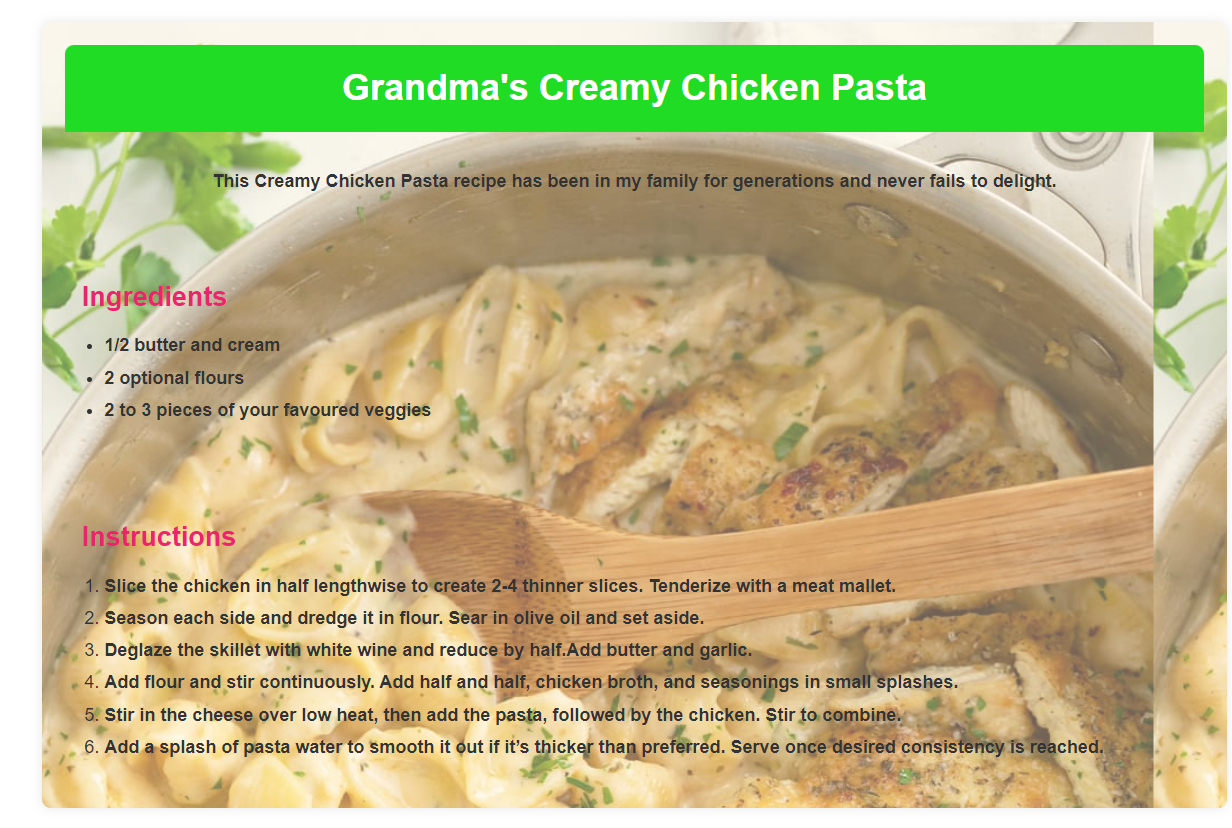 Grandma's Creamy Chicken Pasta
This Creamy Chicken Pasta recipe has been in my family for generations and never fails to delight.
Ingredients
• 1/2 butter and cream
• 2 optional flours
• 2 to 3 pieces of your favoured veggies
Instructions
1. Slice the chicken in half lengthwise to create 2-4 thinner slices. Tenderize with a meat mallet.
2. Season each side and dredge it in flour. Sear in olive oil and set aside.
3. Deglaze the skillet with white wine and reduce by half.Add butter and garlic.
4. Add flour and stir continuously. Add half and half, chicken broth, and seasonings in small splashes.
5. Stir in the cheese over low heat, then add the pasta, followed by the chicken. Stir to combine.
6. Add a splash of pasta water to smooth it out if it’s thicker than preferred. Serve once desired consistency is reached.